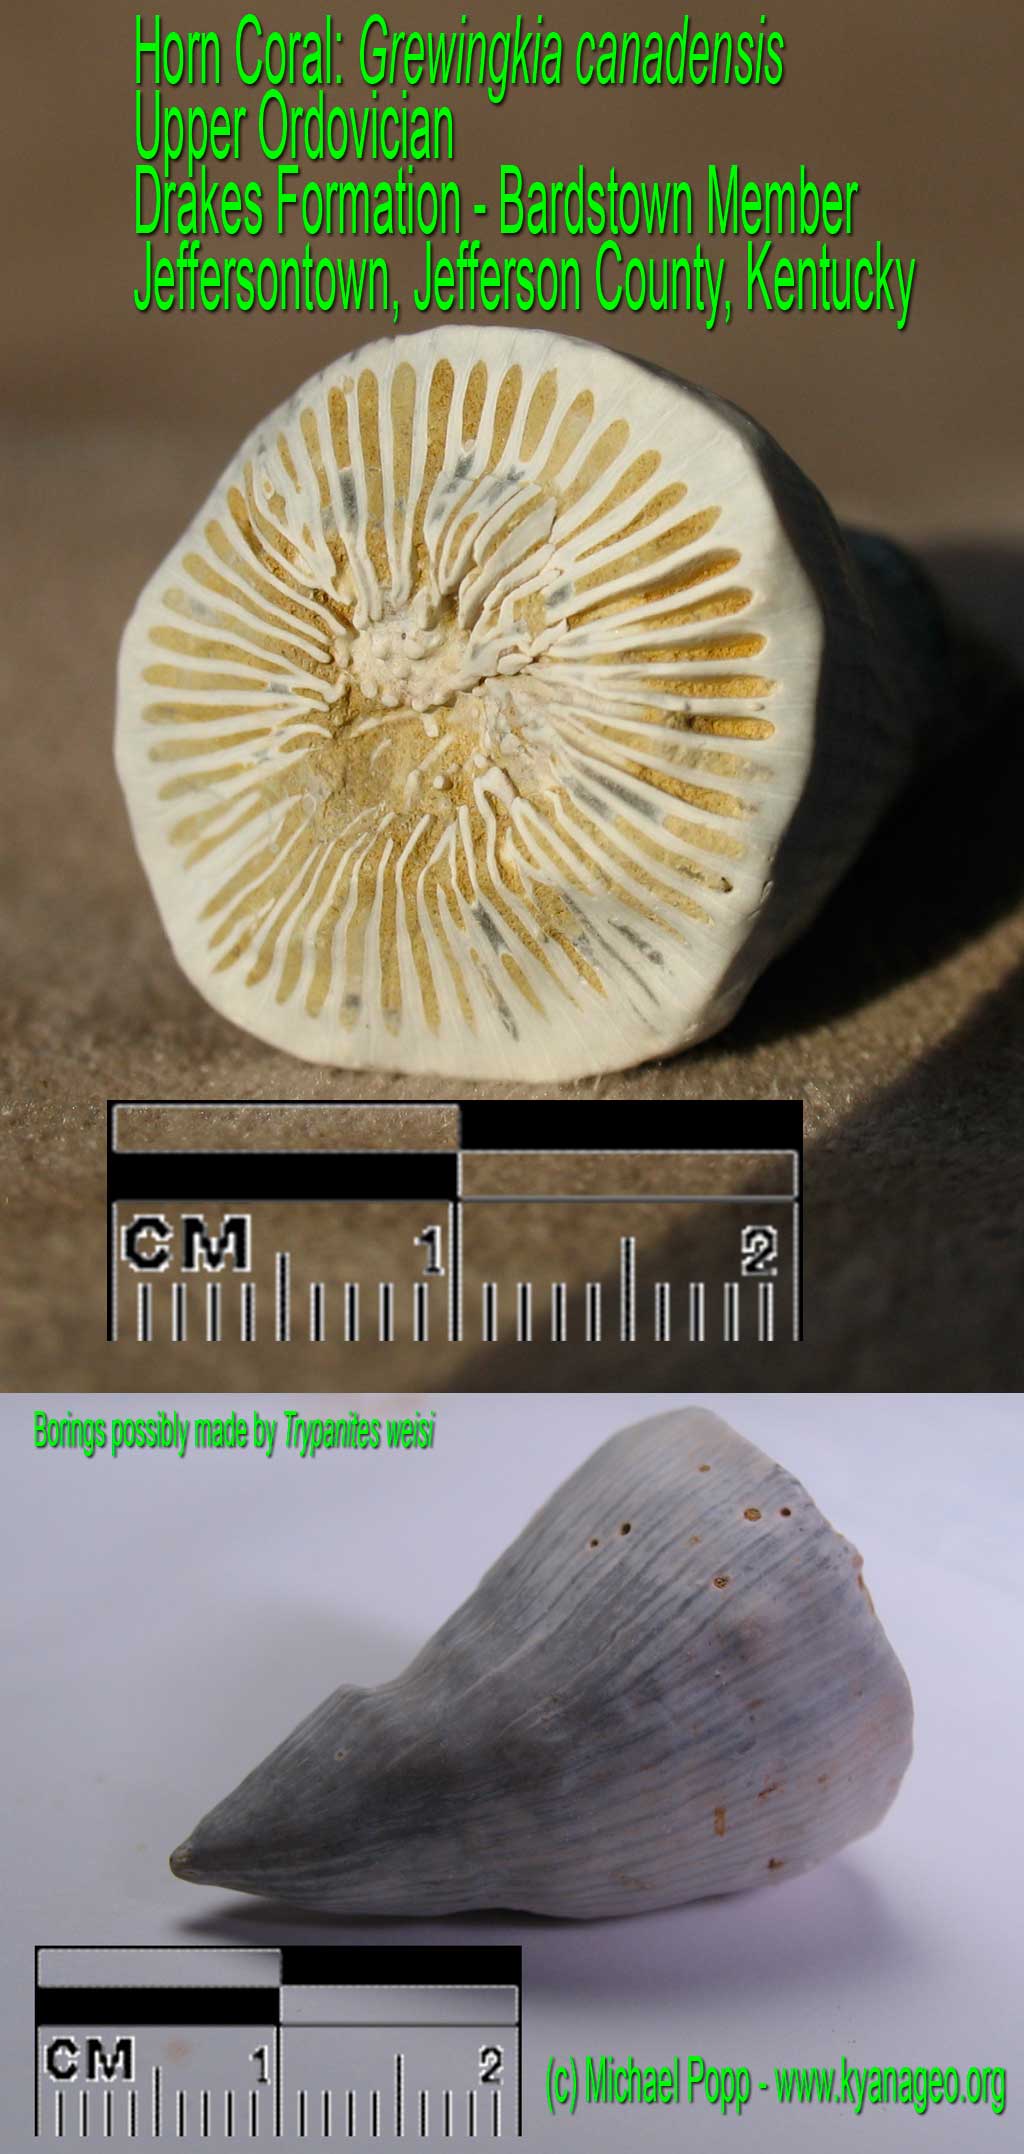 Horn Coral: Grewingkia canadensis
Upper Ordovician
Drakes Formation - Bardstown Member
Jeffersontown, Jefferson County, Kentucky
CM 1 2
Borings possibly made by Trypanites weisi
CM 1 2
(c) Michael Popp - www.kyanageo.org